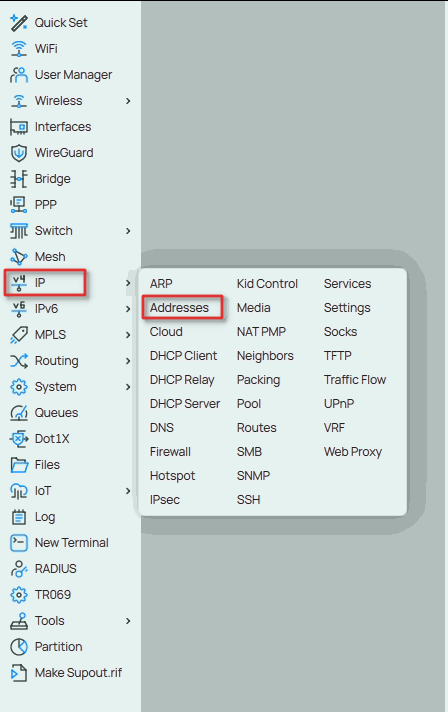 Quick Set
WiFi
User Manager
Wireless
Interfaces
WireGuard
Bridge
PPP
Switch
Mesh
v4 IP
v6 IPv6
MPLS
Routing
System
Queues
Dot1X
Files
IoT
Log
New Terminal
RADIUS
TR069
Tools
Partition
Make Supout.rif
ARP
Addresses
Cloud
DHCP Client
DHCP Relay
DHCP Server
DNS
Firewall
Hotspot
IPsec
Kid Control
Media
NAT PMP
Neighbors
Packing
Pool
Routes
SMB
SNMP
SSH
Services
Settings
Socks
TFTP
Traffic Flow
UPnP
VRF
Web Proxy